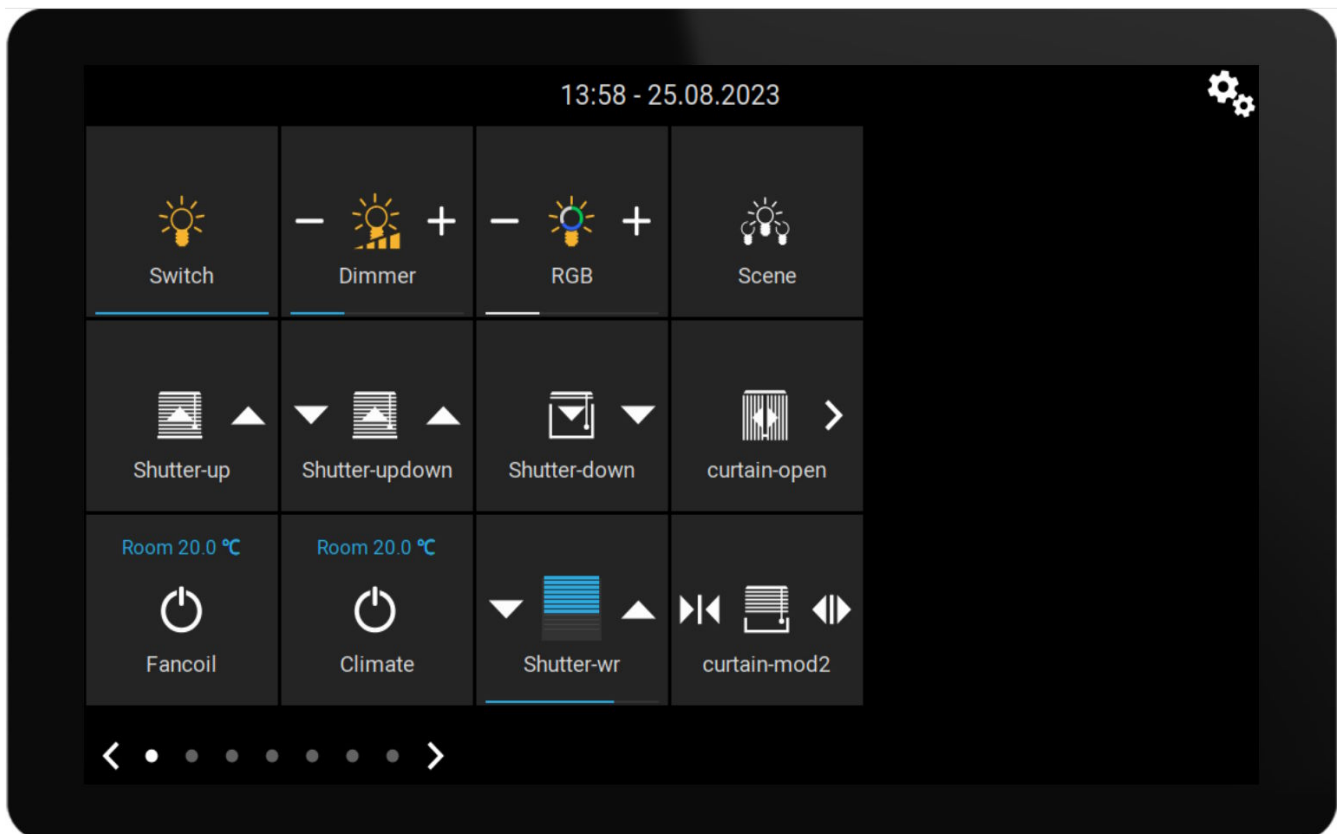 13:58 - 25.08.2023
Switch
Dimmer
RGB
Scene
Shutter-up
Shutter-updown
Shutter-down
curtain-open
Room 20.0 ℃
Room 20.0 ℃
Fancoil
Climate
Shutter-wr
curtain-mod2